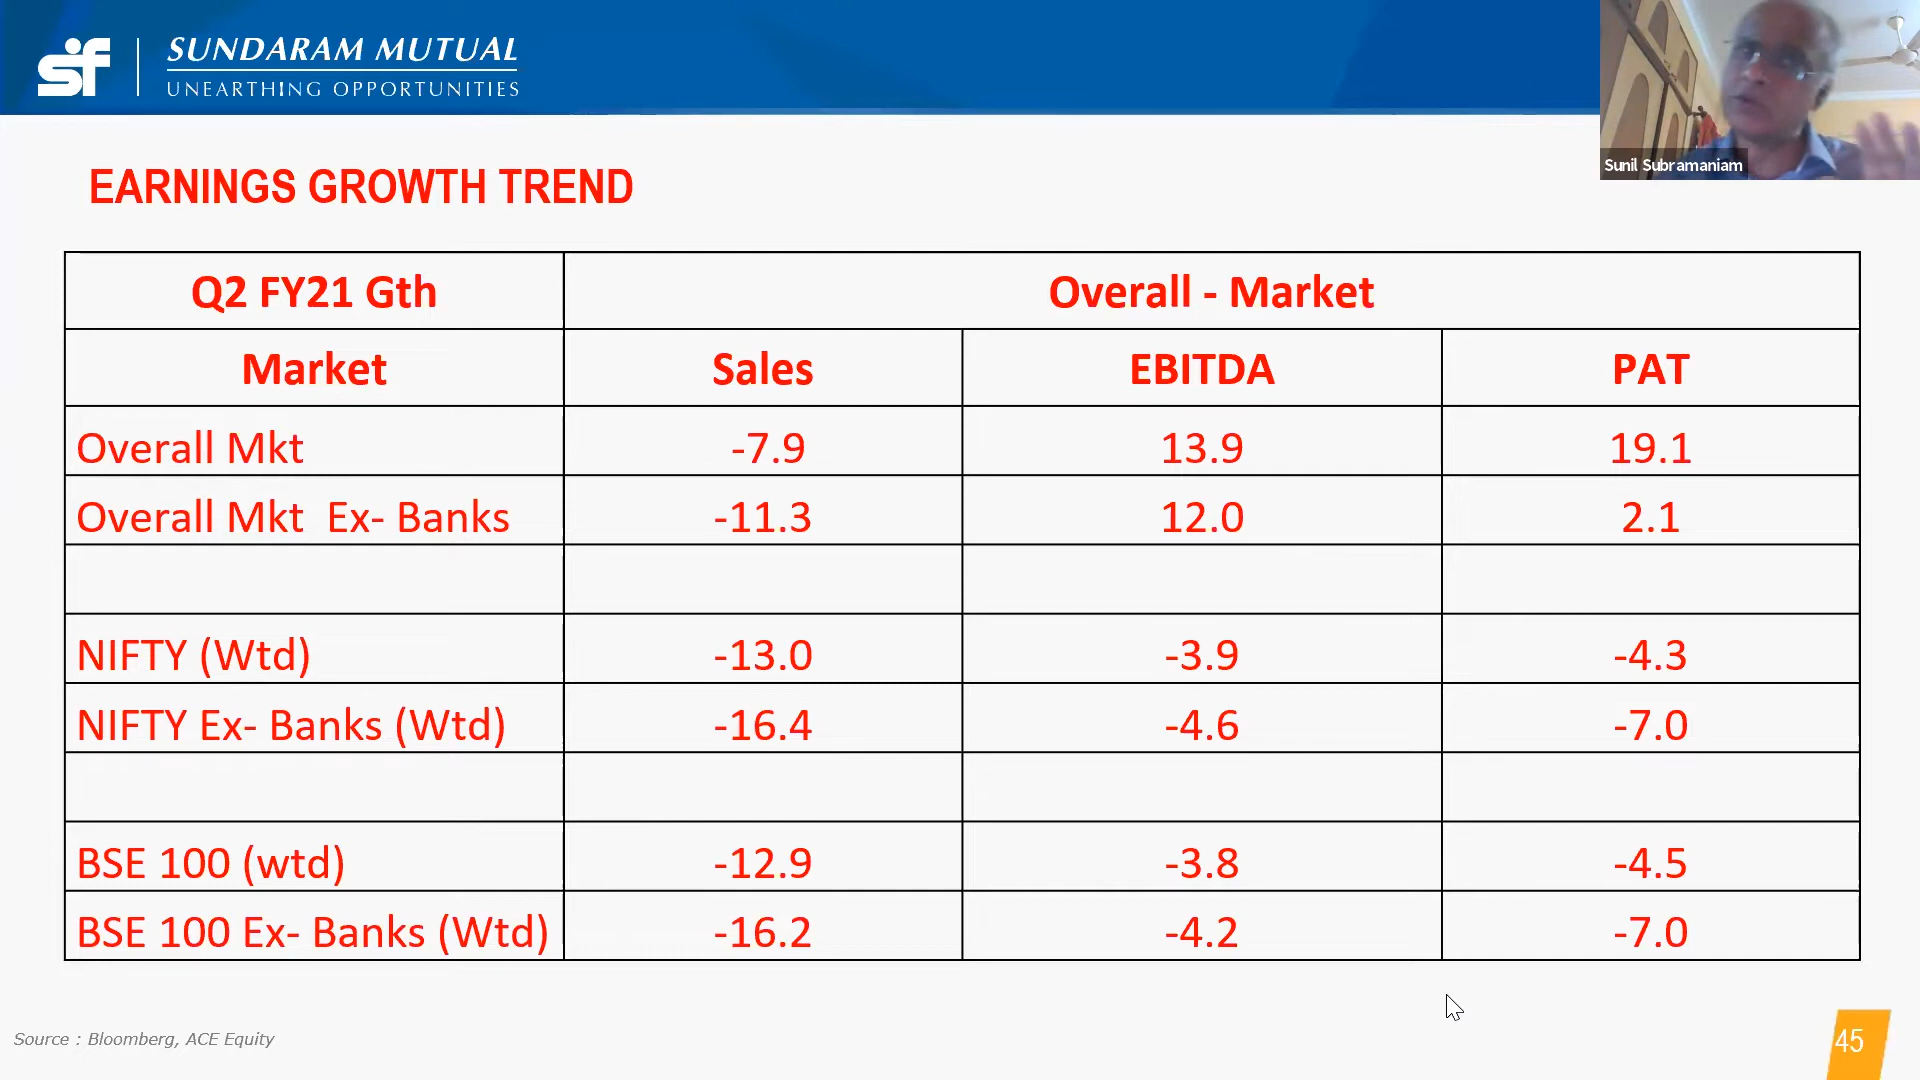 sf
SUNDARAM MUTUAL
UNEARTHING OPPORTUNITIES
Sunil Subramaniam
EARNINGS GROWTH TREND
Q2 FY21 Gth Overall - Market
Market Sales EBITDA PAT
Overall Mkt -7.9 13.9 19.1
Overall Mkt Ex- Banks -11.3 12.0 2.1
NIFTY (Wtd) -13.0 -3.9 -4.3
NIFTY Ex- Banks (Wtd) -16.4 -4.6 -7.0
BSE 100 (wtd) -12.9 -3.8 -4.5
BSE 100 Ex- Banks (Wtd) -16.2 -4.2 -7.0
Source : Bloomberg, ACE Equity
45